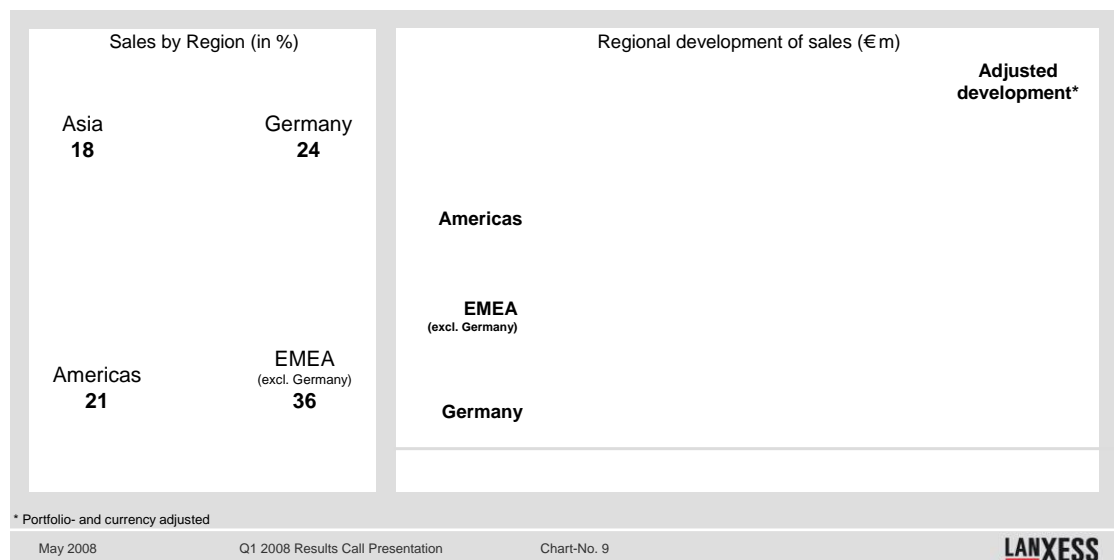 Sales by Region (in %)
Asia
18
Germany
24
Americas
21
EMEA
(excl. Germany)
36
Regional development of sales (€ m)
Adjusted
development*
Americas
EMEA
(excl. Germany)
Germany
* Portfolio- and currency adjusted
May 2008
Q1 2008 Results Call Presentation
Chart-No. 9
LANXESS